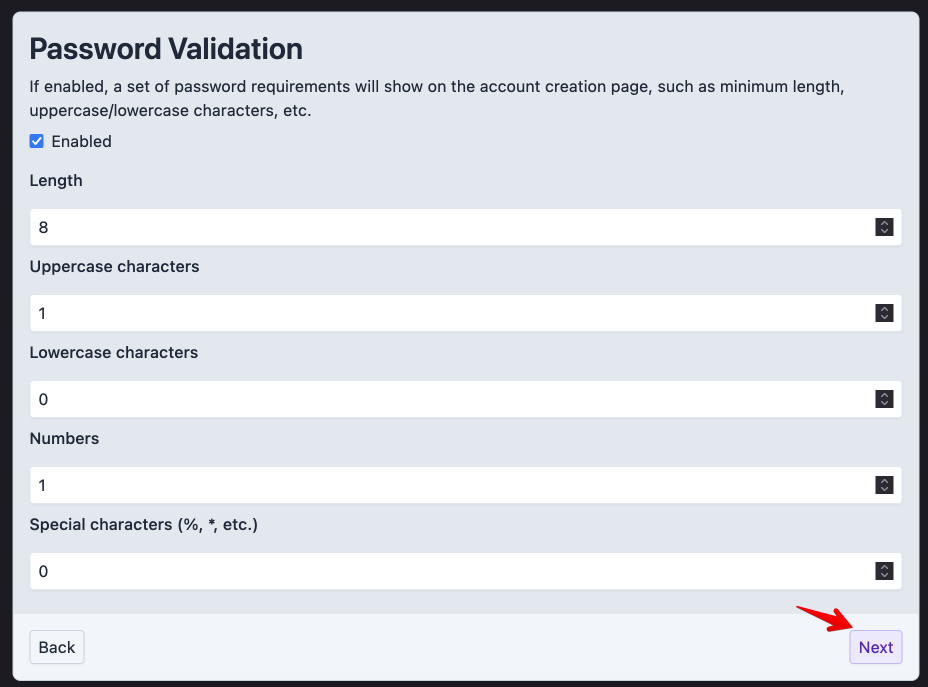 Password Validation
If enabled, a set of password requirements will show on the account creation page, such as minimum length,
uppercase/lowercase characters, etc.
Enabled
Length
8
Uppercase characters
1
Lowercase characters
0
Numbers
1
Special characters (%, *, etc.)
0
Back
Next